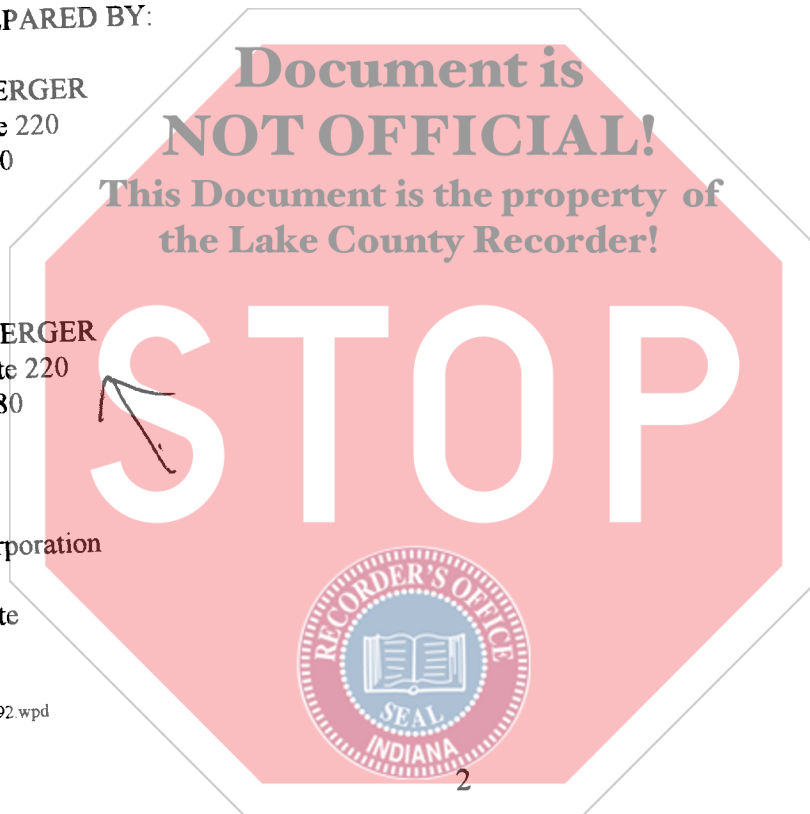 PARED BY:
ERGER
e 220
0
Document is
NOT OFFICIAL!
This Document is the property of
the Lake County Recorder!
ERGER
te 220
80
STOP
rporation
te
92.wpd
RECORDER'S OFFICE
SEAL
INDIANA
2